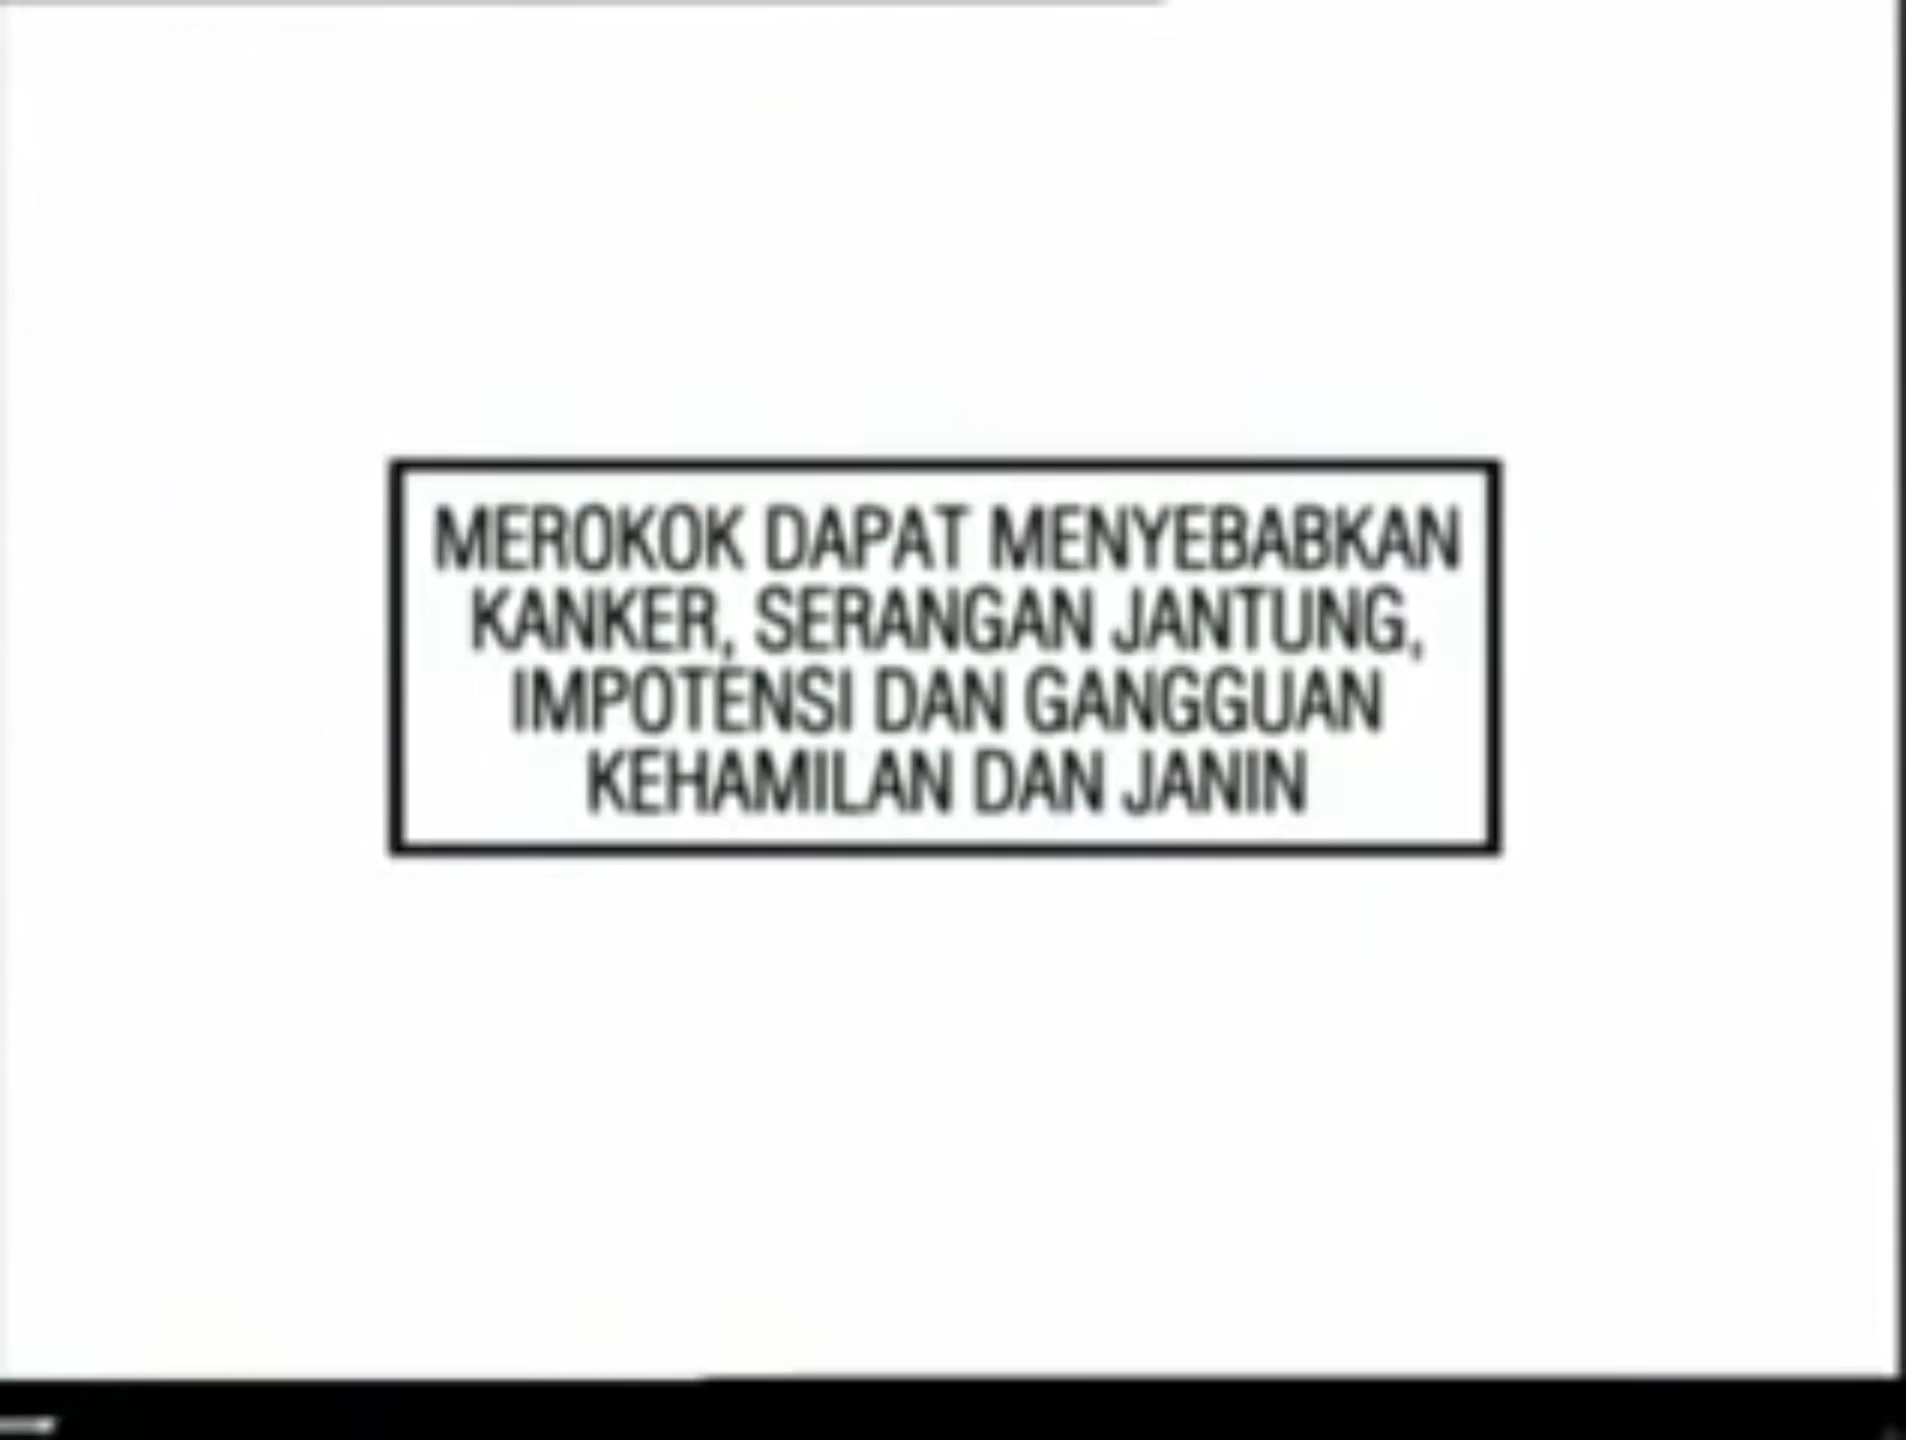 MEROKOK DAPAT MENYEBABKAN
KANKER, SERANGAN JANTUNG,
IMPOTENSI DAN GANGGUAN
KEHAMILAN DAN JANIN